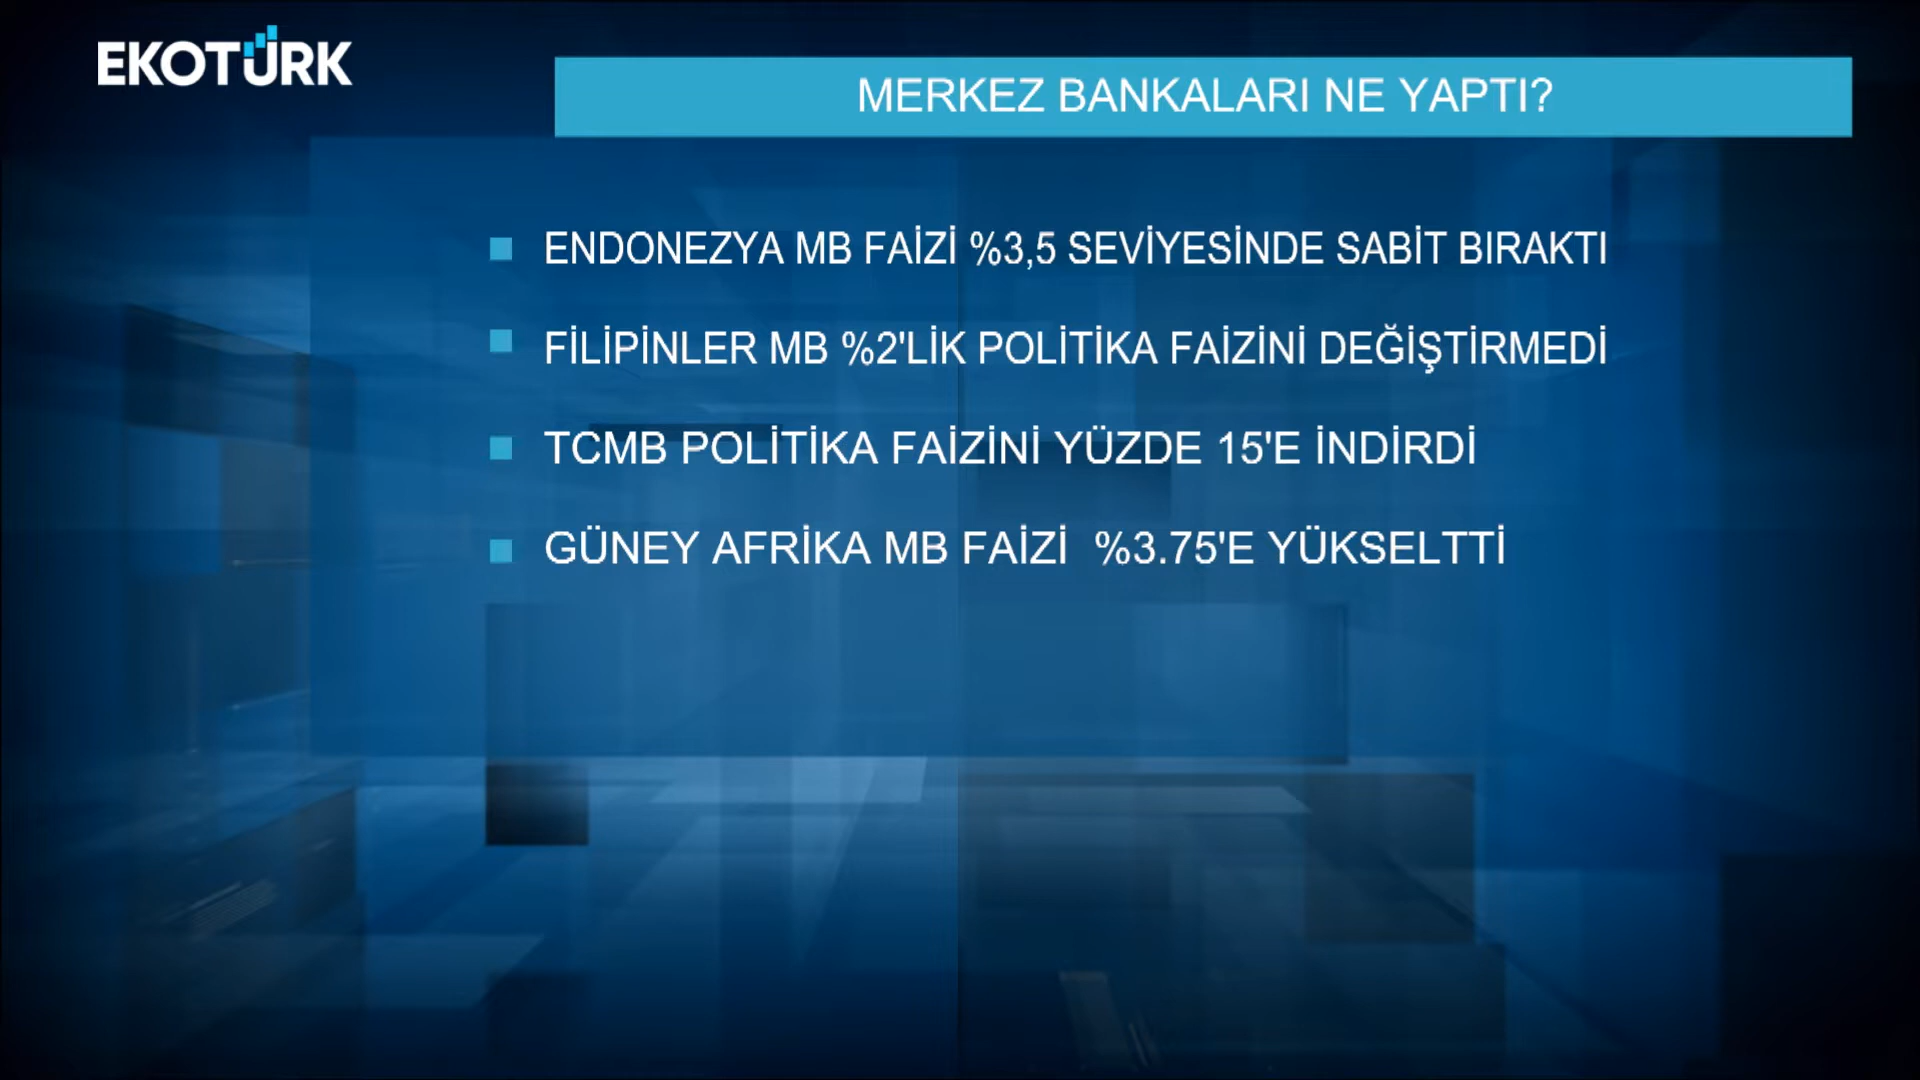 EKOTÜRK
MERKEZ BANKALARI NE YAPTI?
ENDONEZYA MB FAİZİ %3,5 SEVİYESİNDE SABİT BIRAKTI
FİLİPİNLER MB %2'LİK POLİTİKA FAİZİNİ DEĞİŞTİRMEDİ
TCMB POLİTİKA FAİZİNİ YÜZDE 15'E İNDİRDİ
GÜNEY AFRİKA MB FAİZİ  %3.75'E YÜKSELTTİ